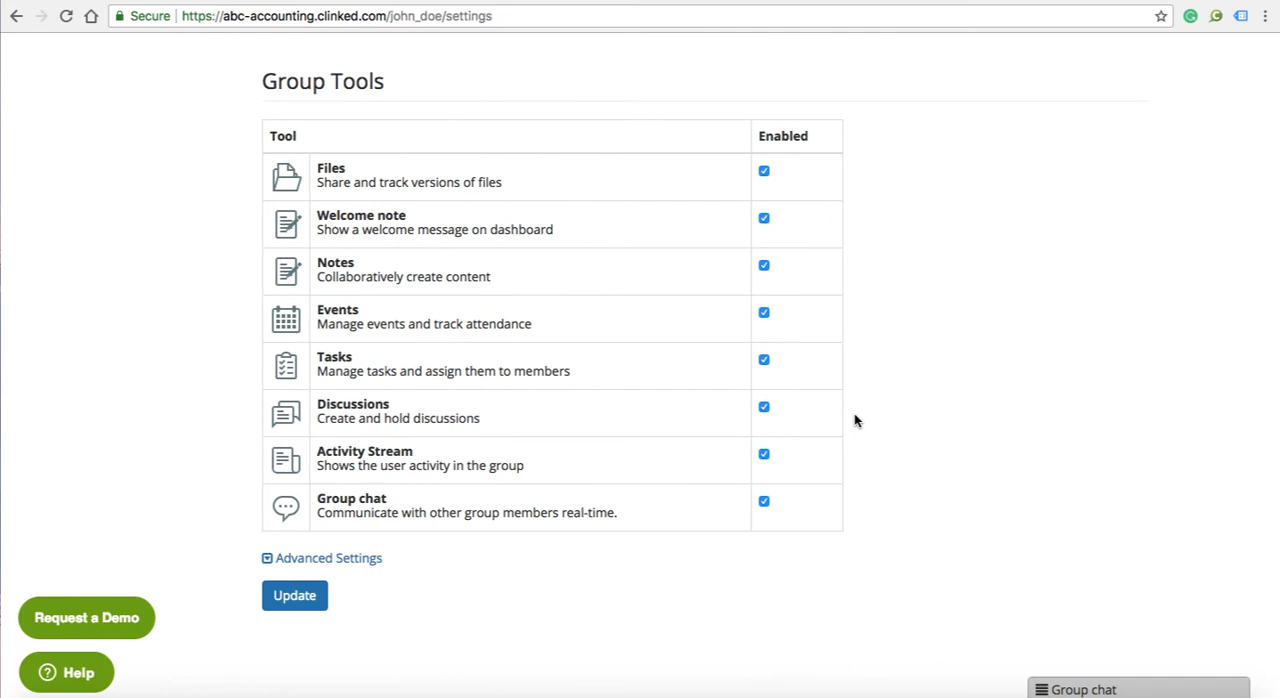 Secure https://abc-accounting.clinked.com/john_doe/settings
Group Tools
Tool Enabled
Files
Share and track versions of files
Welcome note
Show a welcome message on dashboard
Notes
Collaboratively create content
Events
Manage events and track attendance
Tasks
Manage tasks and assign them to members
Discussions
Create and hold discussions
Activity Stream
Shows the user activity in the group
Group chat
Communicate with other group members real-time.
Advanced Settings
Update
Request a Demo
Help
Group chat